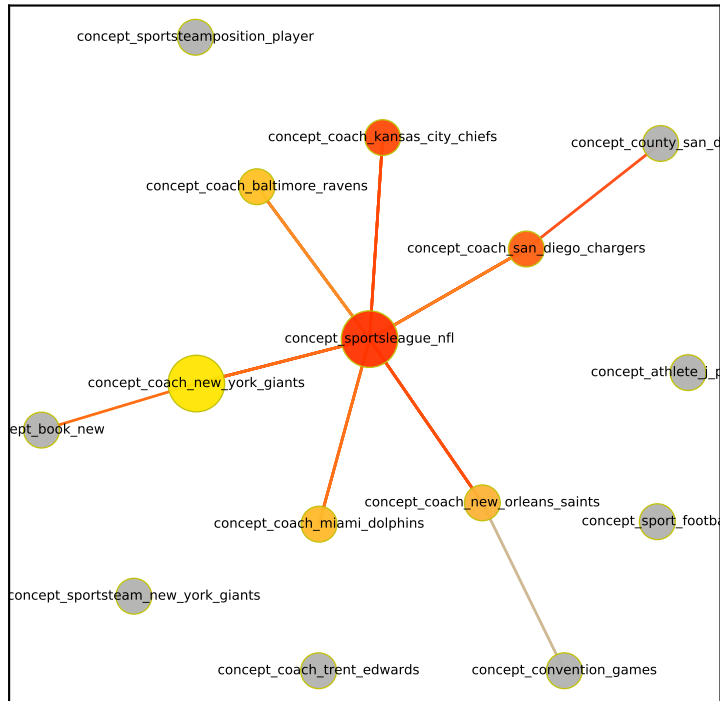 concept_sportsteamposition_player
concept_coach_kansas_city_chiefs
concept_county_san_d
concept_coach_baltimore_ravens
concept_coach_san_diego_chargers
concept_sportsleague_nfl
concept_athlete_j_p
concept_coach_new_york_giants
ept_book_new
concept_coach_new_orleans_saints
concept_coach_miami_dolphins
concept_sport_footba
concept_sportsteam_new_york_giants
concept_coach_trent_edwards
concept_convention_games